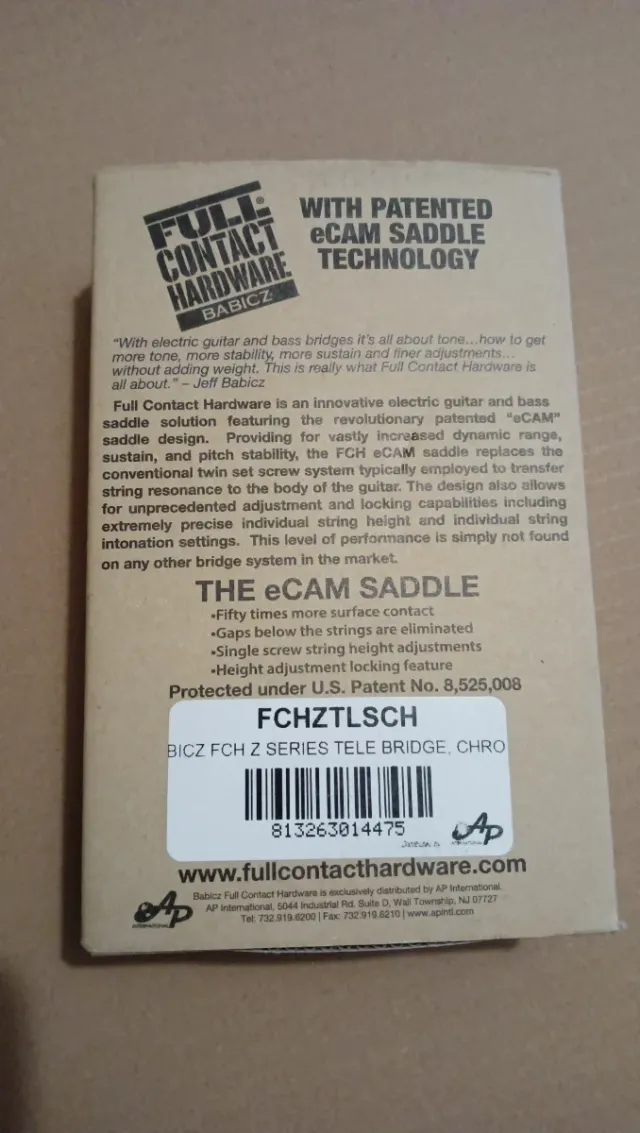 FULL
CONTACT
HARDWARE
BABICZ
WITH PATENTED
eCAM SADDLE
TECHNOLOGY
"With electric guitar and bass bridges it's all about tone...how to get
more tone, more stability, more sustain and finer adjustments...
without adding weight. This is really what Full Contact Hardware is
all about." – Jeff Babicz
Full Contact Hardware is an innovative electric guitar and bass
saddle solution featuring the revolutionary patented "eCAM"
saddle design. Providing for vastly increased dynamic range,
sustain, and pitch stability, the FCH eCAM saddle replaces the
conventional twin set screw system typically employed to transfer
string resonance to the body of the guitar. The design also allows
for unprecedented adjustment and locking capabilities including
extremely precise individual string height and individual string
intonation settings. This level of performance is simply not found
on any other bridge system in the market.
THE eCAM SADDLE
•Fifty times more surface contact
•Gaps below the strings are eliminated
•Single screw string height adjustments
•Height adjustment locking feature
Protected under U.S. Patent No. 8,525,008
FCHZTLSCH
BICZ FCH Z SERIES TELE BRIDGE, CHRO
813263014475
AP
www.fullcontacthardware.com
Babicz Full Contact Hardware is exclusively distributed by AP International.
AP International, 5044 Industrial Rd. Suite D, Wall Township, NJ 07727
Tel: 732.919.6200 | Fax: 732.919.6210 | www.apintl.com
AP
INTERNATIONAL